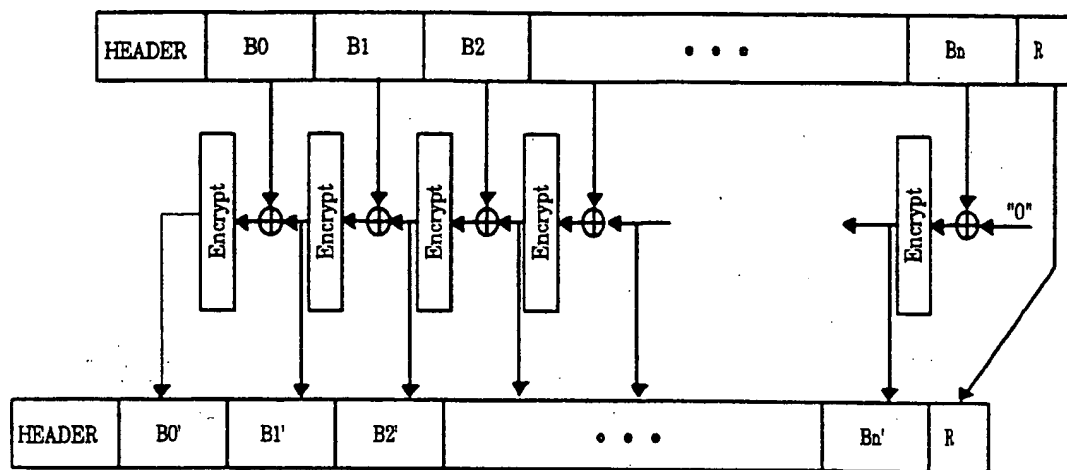 HEADER B0 B1 B2 • • • Bn R
Encrypt Encrypt Encrypt Encrypt Encrypt
"0"
HEADER B0' B1' B2' • • • Bn' R